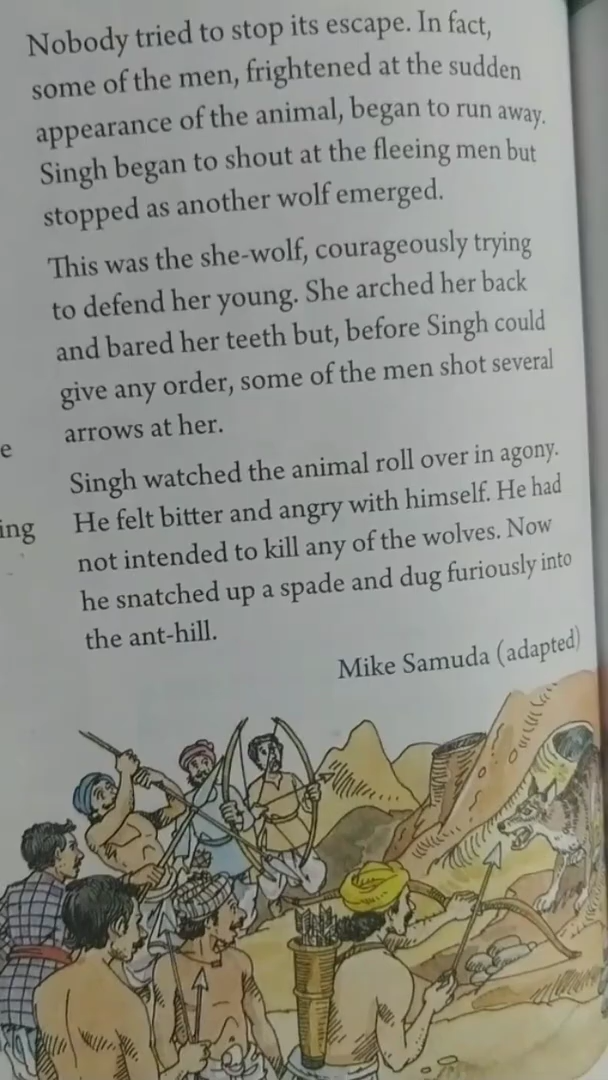 Nobody tried to stop its escape. In fact,
some of the men, frightened at the sudden
appearance of the animal, began to run away.
Singh began to shout at the fleeing men but
stopped as another wolf emerged.
This was the she-wolf, courageously trying
to defend her young. She arched her back
and bared her teeth but, before Singh could
give any order, some of the men shot several
arrows at her.
e
Singh watched the animal roll over in agony.
ing
He felt bitter and angry with himself. He had
not intended to kill any of the wolves. Now
he snatched up a spade and dug furiously into
the ant-hill.
Mike Samuda (adapted)